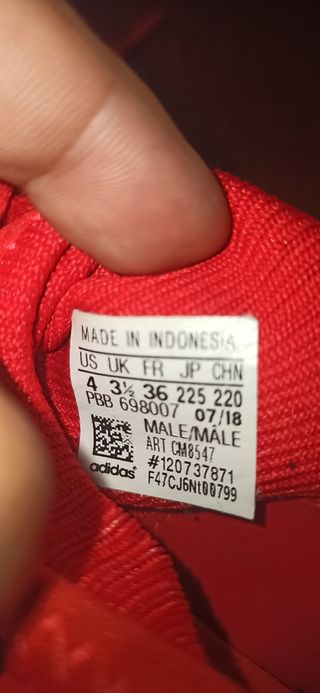 MADE IN INDONESIA
US UK FR JP CHN
4 3½ 36 225 220
PBB 698007 07/18
MALE/MÂLE
ART CM8547
#120737871
adidas F47CJ6Nt00799